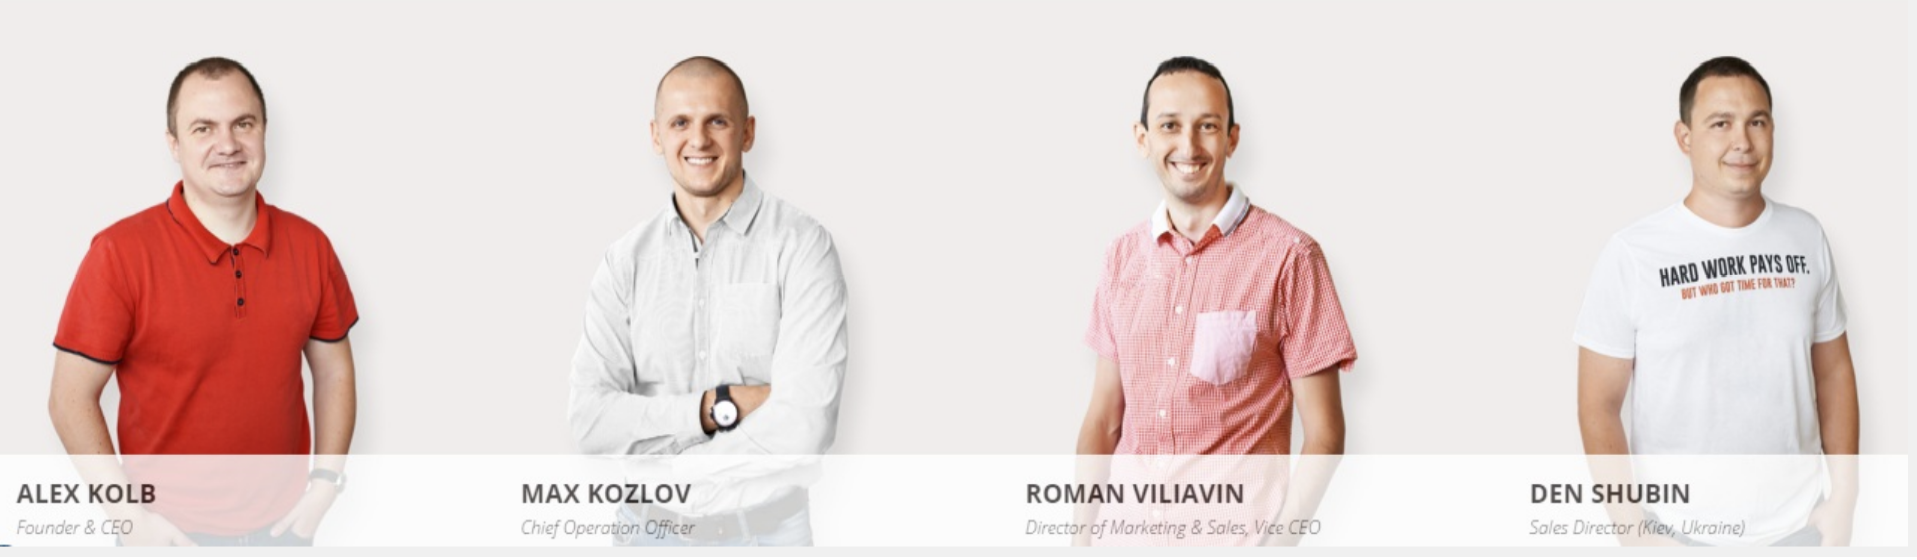 HARD WORK PAYS OFF.
BUT WHO GOT TIME FOR THAT?
ALEX KOLB
Founder & CEO
MAX KOZLOV
Chief Operation Officer
ROMAN VILIAVIN
Director of Marketing & Sales, Vice CEO
DEN SHUBIN
Sales Director (Kiev, Ukraine)